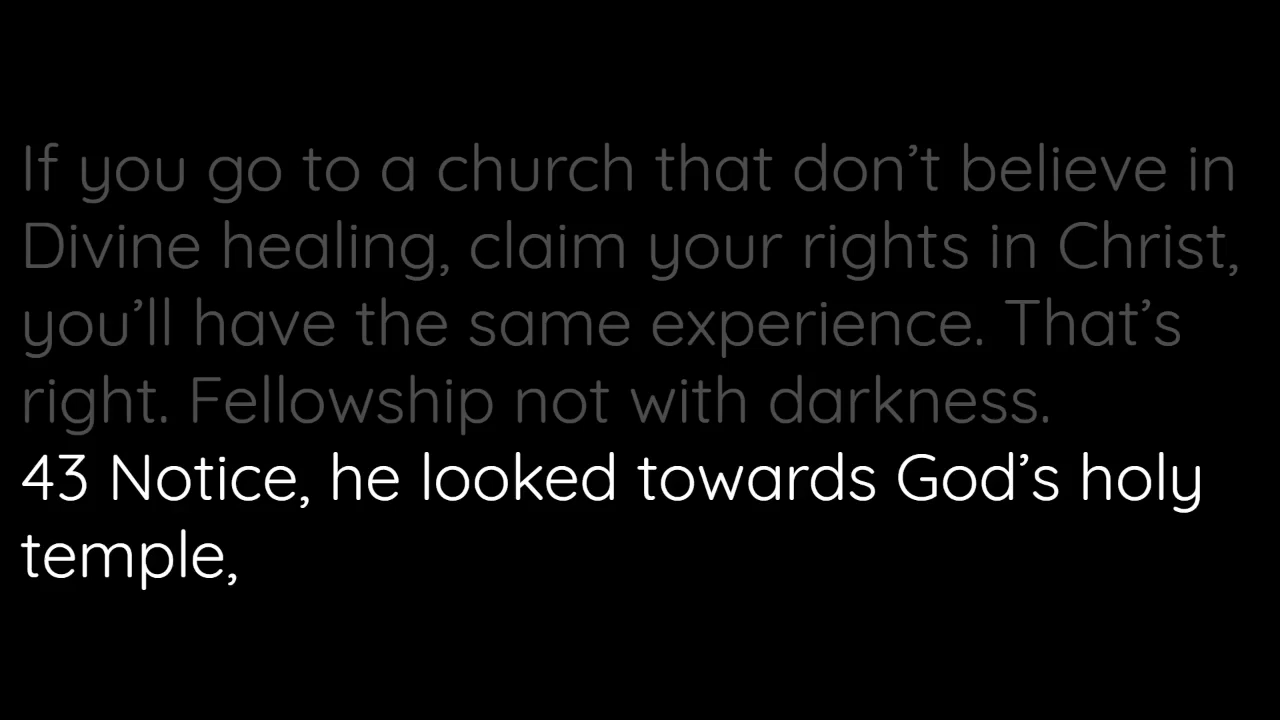 If you go to a church that don’t believe in
Divine healing, claim your rights in Christ,
you’ll have the same experience. That’s
right. Fellowship not with darkness.
43 Notice, he looked towards God’s holy
temple,